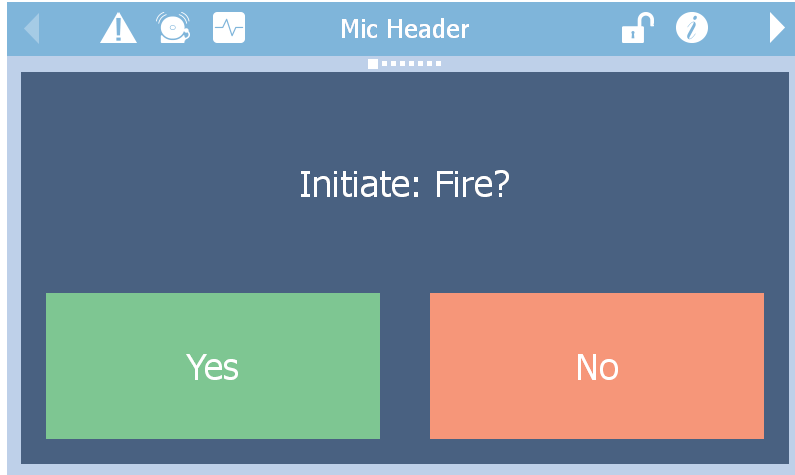 Mic Header
Initiate: Fire?
Yes
No